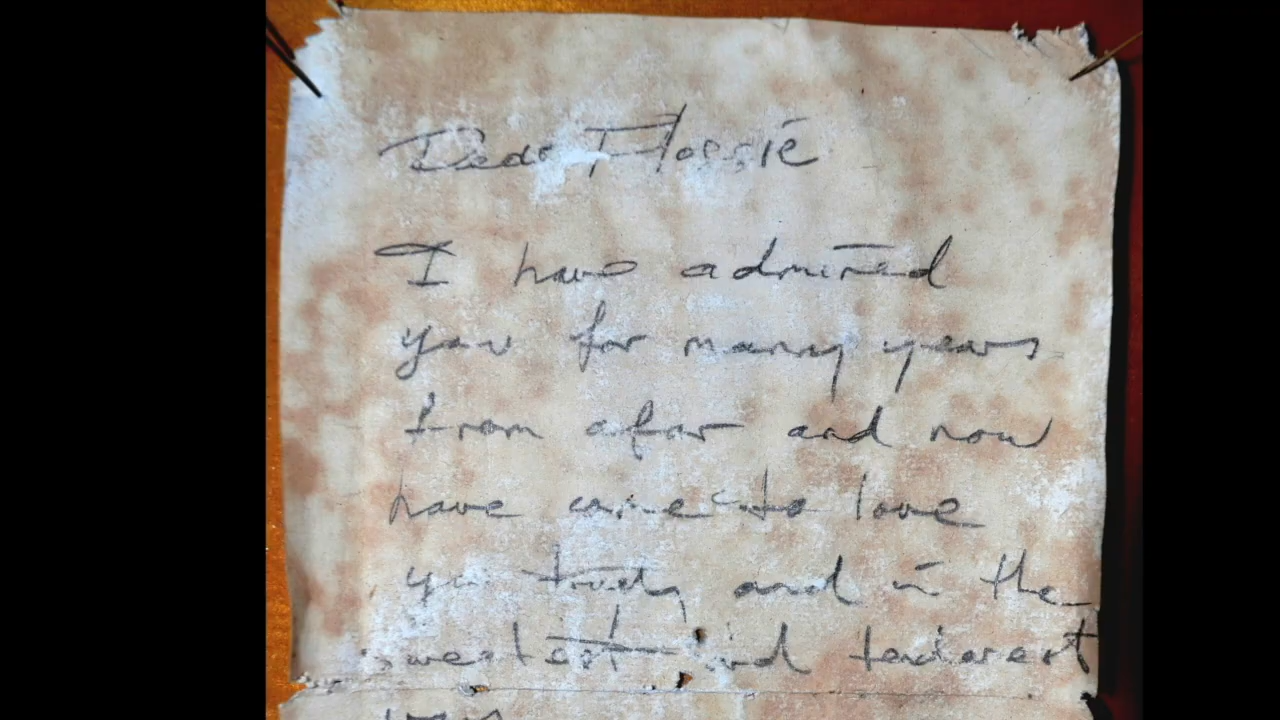 Dear Flossie
I have admired
you for many years
from afar and now
have come to love
you truly and in the
sweetest and tenderest